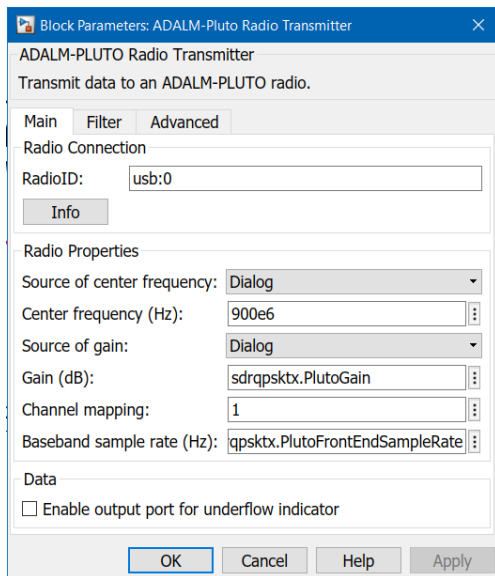 Block Parameters: ADALM-Pluto Radio Transmitter
ADALM-PLUTO Radio Transmitter
Transmit data to an ADALM-PLUTO radio.
Main Filter Advanced
Radio Connection
RadioID: usb:0
Info
Radio Properties
Source of center frequency: Dialog
Center frequency (Hz): 900e6
Source of gain: Dialog
Gain (dB): sdrqpsktx.PlutoGain
Channel mapping: 1
Baseband sample rate (Hz): rqpsktx.PlutoFrontEndSampleRate
Data
Enable output port for underflow indicator
OK Cancel Help Apply